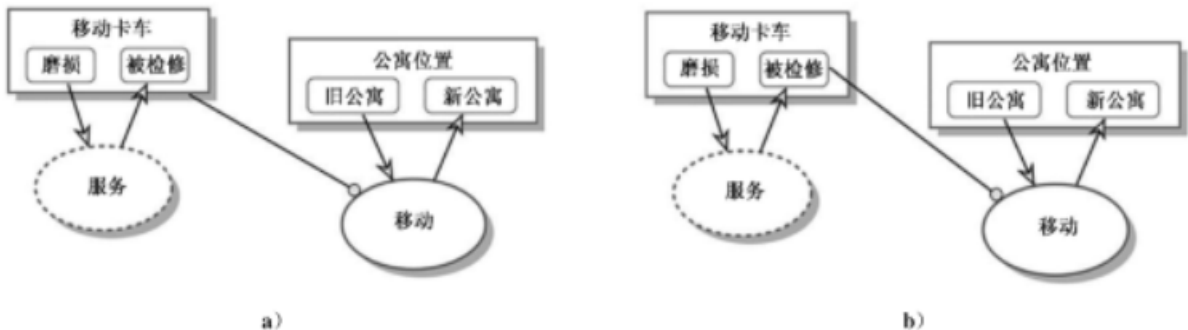 移动卡车
磨损
被检修
公寓位置
旧公寓
新公寓
服务
移动
a）
移动卡车
磨损
被检修
公寓位置
旧公寓
新公寓
服务
移动
b）